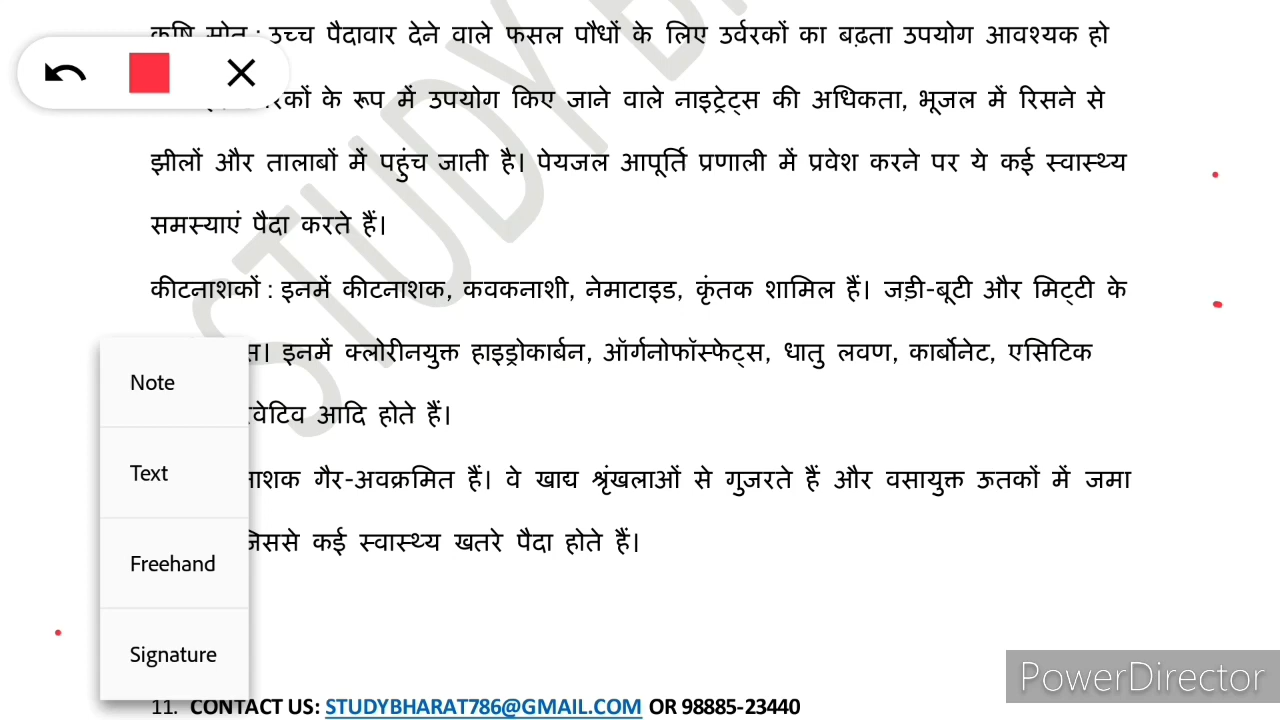 कृषि स्रोत : उच्च पैदावार देने वाले फसल पौधों के लिए उर्वरकों का बढ़ता उपयोग आवश्यक हो
के रूप में उपयोग किए जाने वाले नाइट्रेट्स की अधिकता, भूजल में रिसने से
झीलों और तालाबों में पहुंच जाती है। पेयजल आपूर्ति प्रणाली में प्रवेश करने पर ये कई स्वास्थ्य
समस्याएं पैदा करते हैं।
कीटनाशकों : इनमें कीटनाशक, कवकनाशी, नेमाटाइड, कृंतक शामिल हैं। जड़ी-बूटी और मिट्टी के
इनमें क्लोरीनयुक्त हाइड्रोकार्बन, ऑर्गनोफॉस्फेट्स, धातु लवण, कार्बोनेट, एसिटिक
आदि होते हैं।
गैर-अवक्रमित हैं। वे खाद्य श्रृंखलाओं से गुजरते हैं और वसायुक्त ऊतकों में जमा
जिससे कई स्वास्थ्य खतरे पैदा होते हैं।
Note
Text
Freehand
Signature
11. CONTACT US: STUDYBHARAT786@GMAIL.COM OR 98885-23440
STUDY
PowerDirector